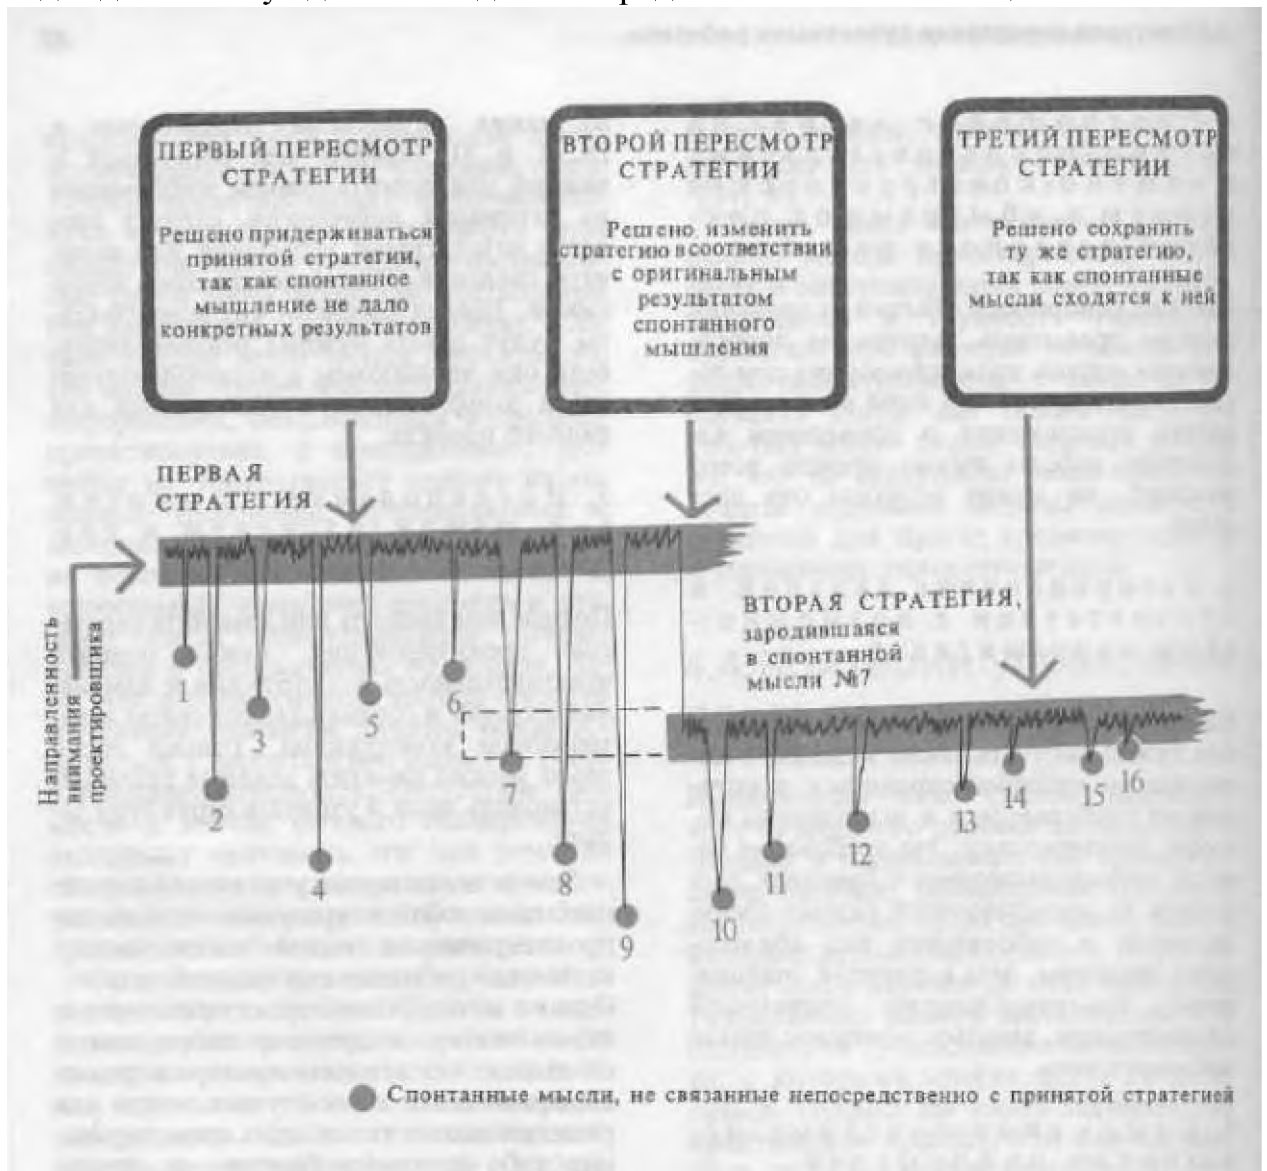 ПЕРВЫЙ ПЕРЕСМОТР
СТРАТЕГИИ
Решено придерживаться
принятой стратегии,
так как спонтанное
мышление не дало
конкретных результатов
ВТОРОЙ ПЕРЕСМОТР
СТРАТЕГИИ
Решено изменить
стратегию в соответствии
с оригинальным
результатом
спонтанного
мышления
ТРЕТИЙ ПЕРЕСМОТР
СТРАТЕГИИ
Решено сохранить
ту же стратегию,
так как спонтанные
мысли сходятся к ней
ПЕРВАЯ
СТРАТЕГИЯ
Направленность
внимания
проектировщика
ВТОРАЯ СТРАТЕГИЯ,
зародившаяся
в спонтанной
мысли №7
1
2
3
4
5
6
7
8
9
10
11
12
13
14
15
16
Спонтанные мысли, не связанные непосредственно с принятой стратегией